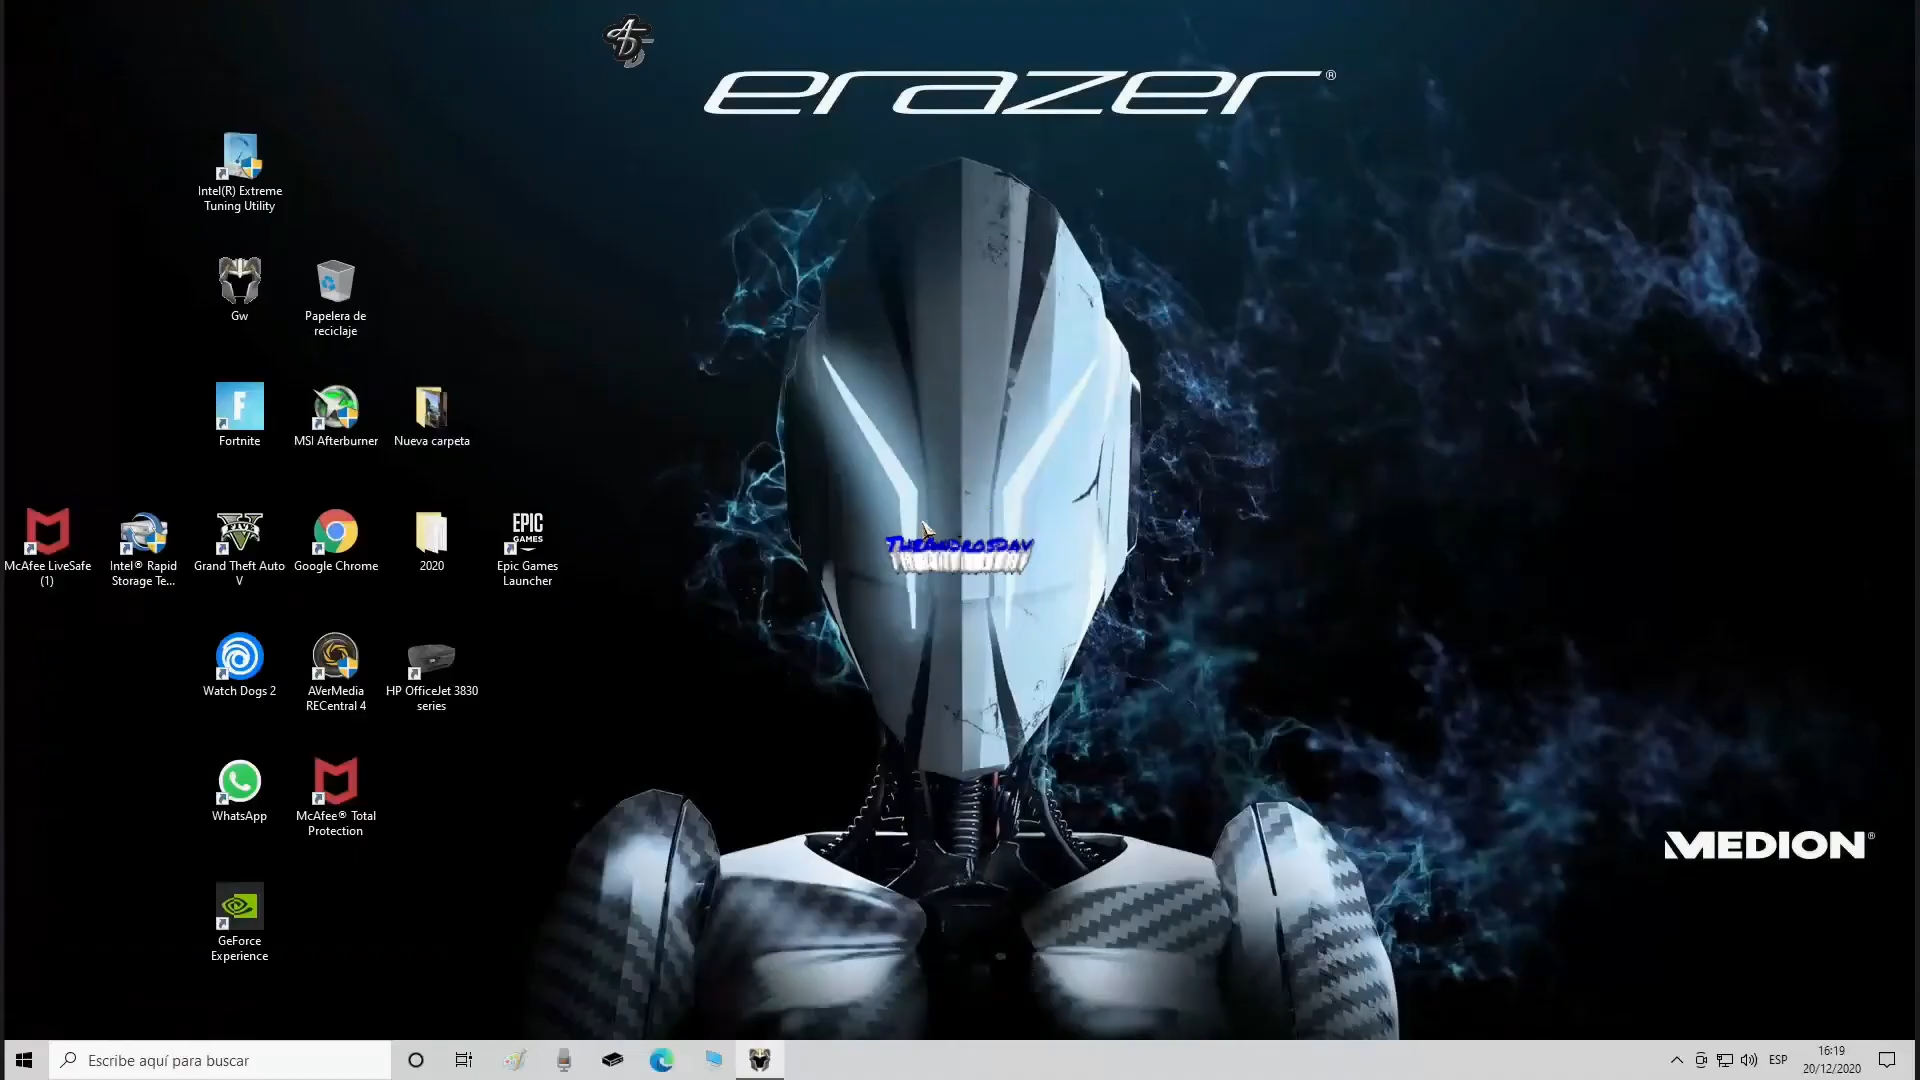 erazer®
Intel(R) Extreme
Tuning Utility
Gw
Papelera de
reciclaje
Fortnite
MSI Afterburner
Nueva carpeta
McAfee LiveSafe
(1)
Intel® Rapid
Storage Te...
Grand Theft Auto
V
Google Chrome
2020
EPIC
GAMES
Epic Games
Launcher
Watch Dogs 2
AVerMedia
RECentral 4
HP OfficeJet 3830
series
WhatsApp
McAfee® Total
Protection
MEDION®
GeForce
Experience
Escribe aquí para buscar
ESP
16:19
20/12/2020